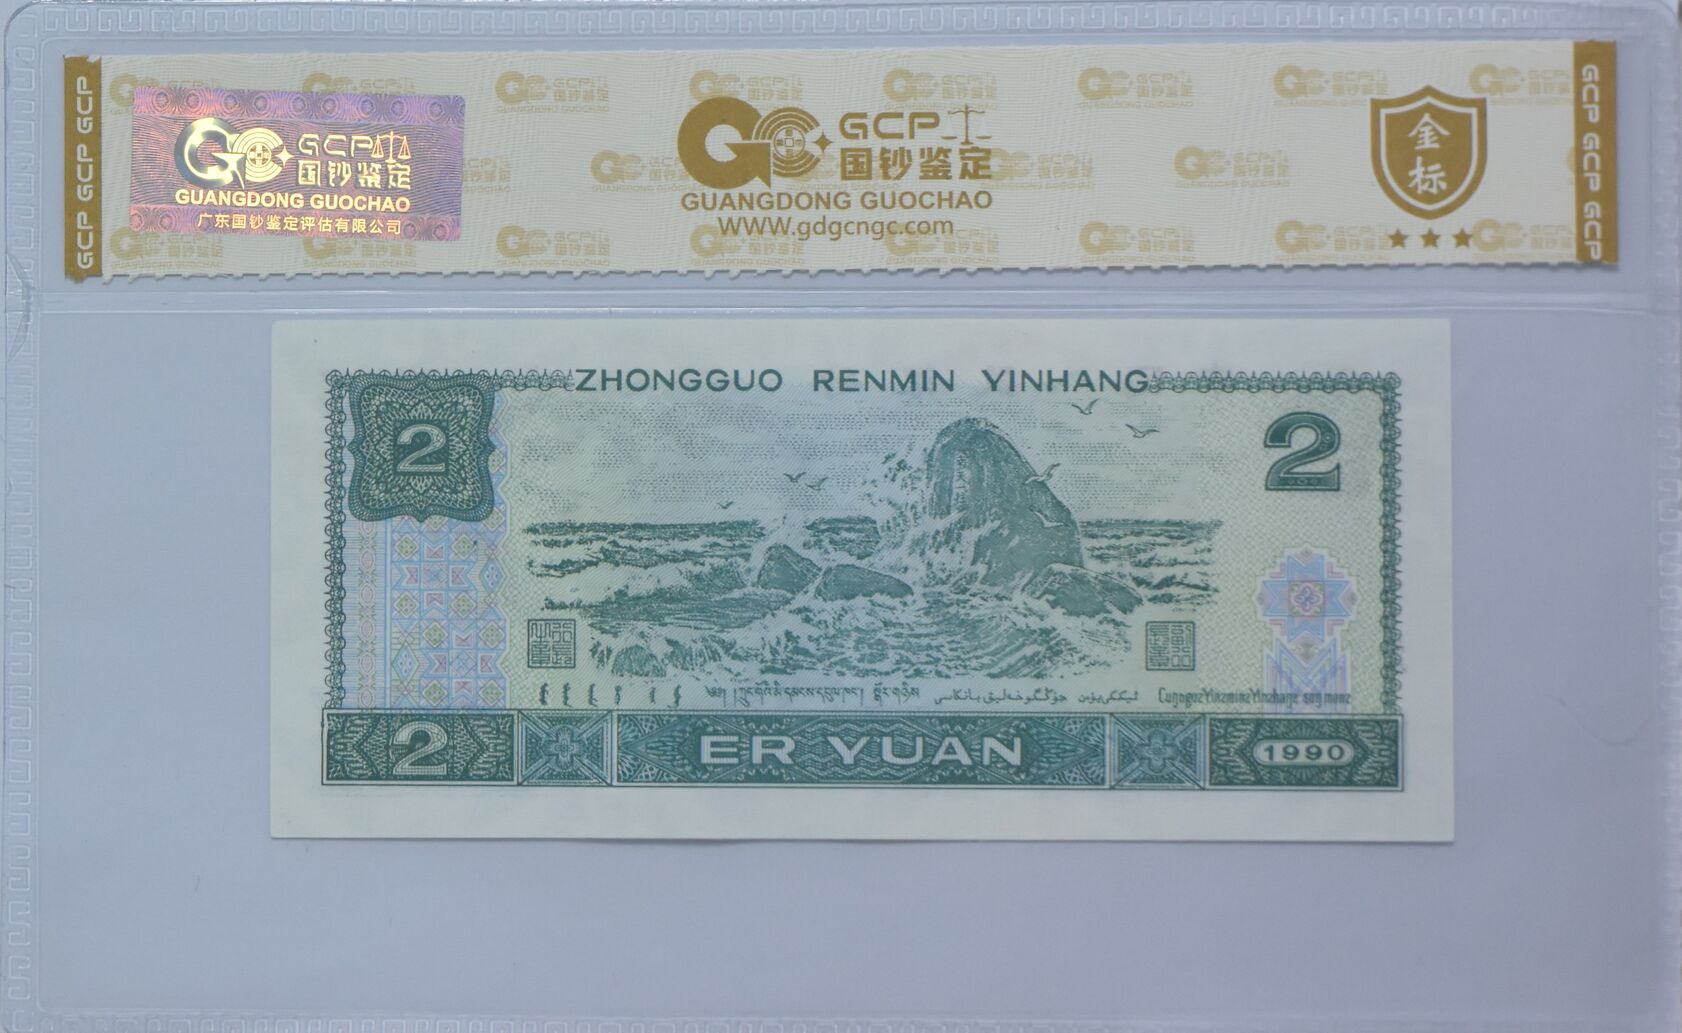 GCP GCP GCP
GCP 国钞鉴定
GUANGDONG GUOCHAO
广东国钞鉴定评估有限公司
GCP
国钞鉴定
GUANGDONG GUOCHAO
www.gdgcngc.com
金标
GCP GCP GCP
ZHONGGUO RENMIN YINHANG
2
2
2
ER YUAN
1990